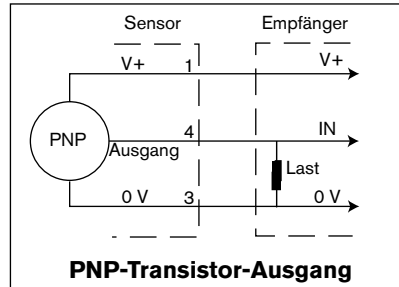 Sensor Empfänger
V+ 1 V+
PNP
4 IN
Ausgang
Last
0 V 3 0 V
PNP-Transistor-Ausgang